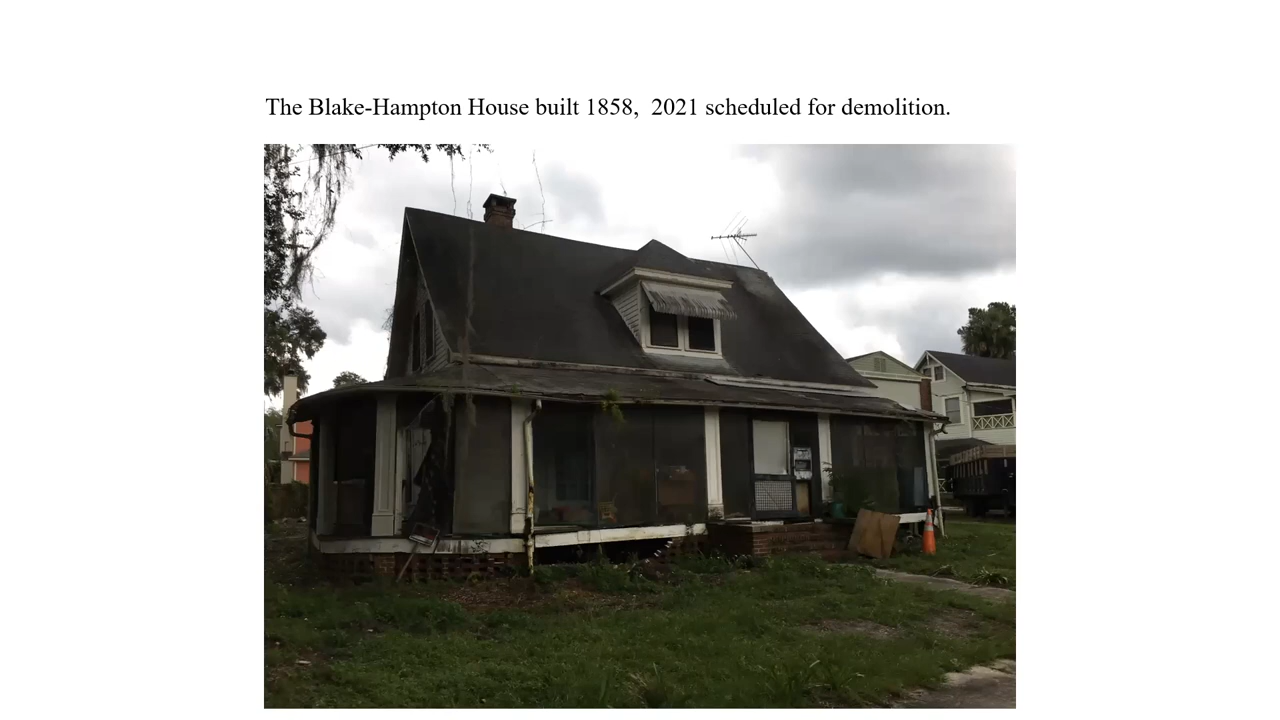 The Blake-Hampton House built 1858,  2021 scheduled for demolition.